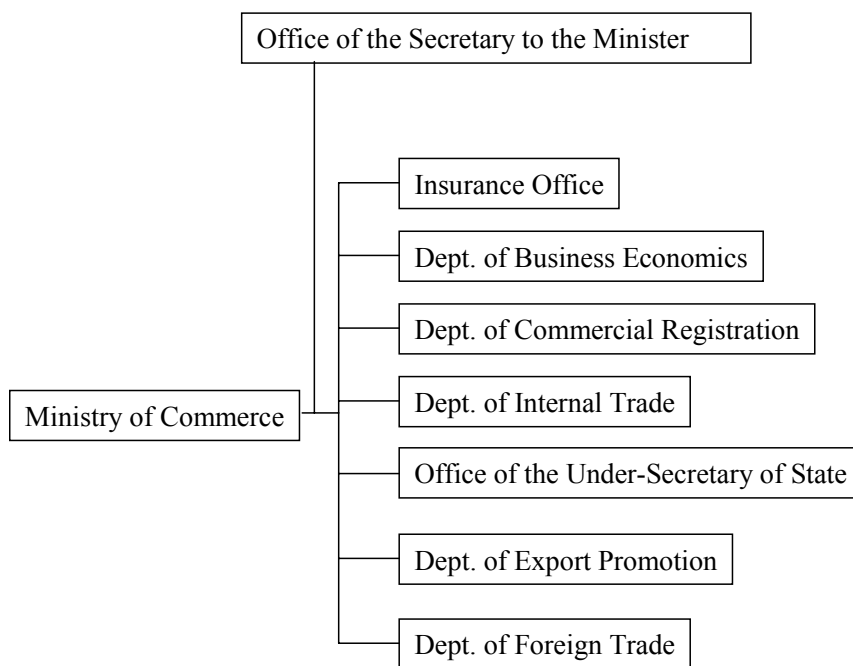 Office of the Secretary to the Minister
Insurance Office
Dept. of Business Economics
Dept. of Commercial Registration
Ministry of Commerce
Dept. of Internal Trade
Office of the Under-Secretary of State
Dept. of Export Promotion
Dept. of Foreign Trade